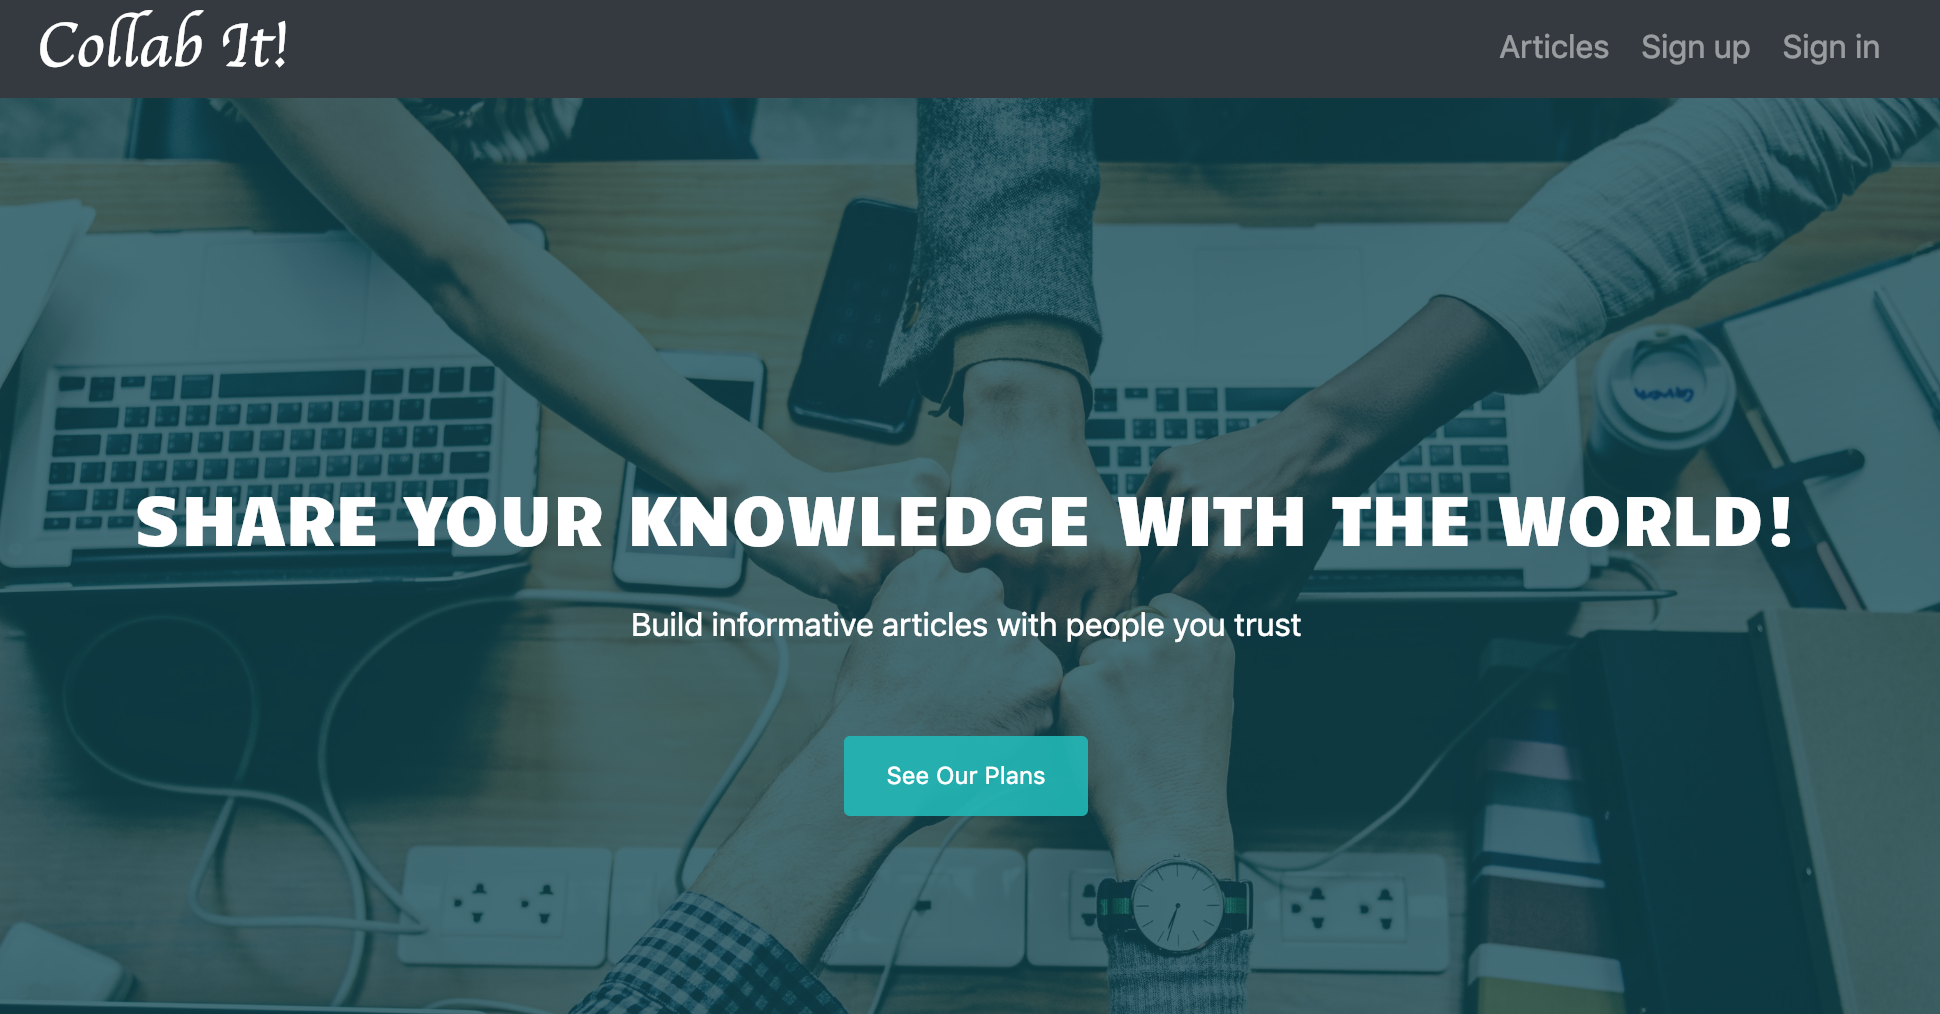 Collab It!
Articles Sign up Sign in
SHARE YOUR KNOWLEDGE WITH THE WORLD!
Build informative articles with people you trust
See Our Plans